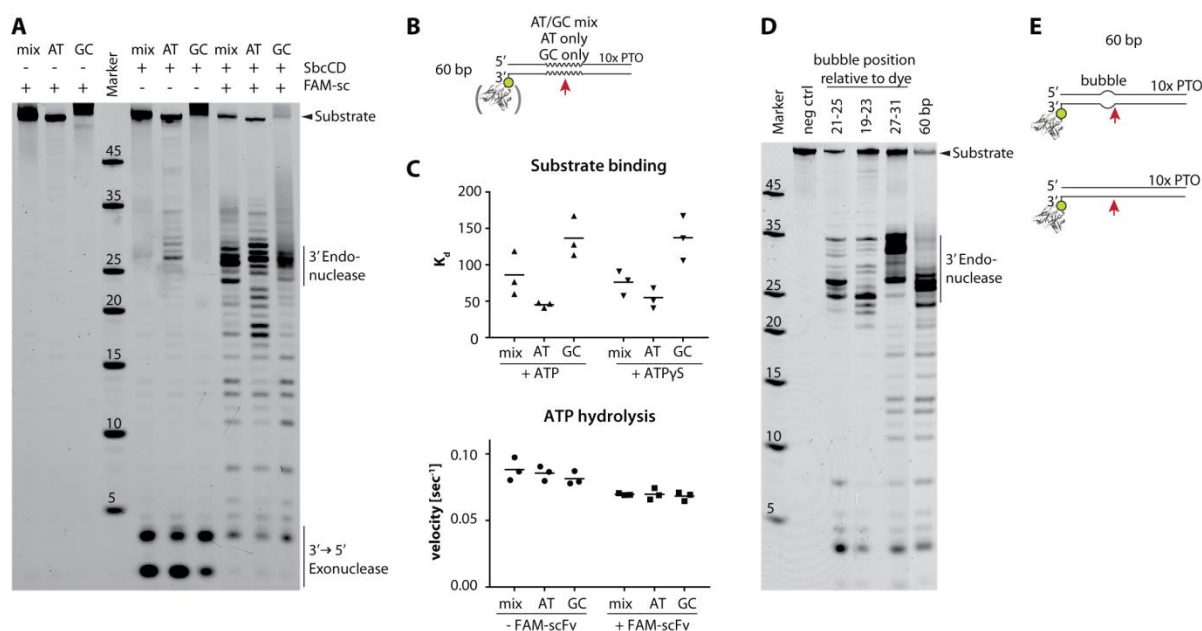 A
mix AT GC Marker mix AT GC mix AT GC
- - - + + + + + + SbcCD
+ + + - - - + + + FAM-sc
Substrate
45
35
25
20
15
10
5
3' Endo-
nuclease
3'→ 5'
Exonuclease
B
AT/GC mix
AT only
GC only
5' 10x PTO
60 bp 3'
C
Substrate binding
200
150
100
50
0
Kd
mix AT GC mix AT GC
+ ATP + ATPγS
ATP hydrolysis
0.10
0.05
0.00
velocity [sec⁻¹]
mix AT GC mix AT GC
- FAM-scFv + FAM-scFv
D
bubble position
relative to dye
Marker neg ctrl 21-25 19-23 27-31 60 bp
Substrate
45
35
25
20
15
10
5
3' Endo-
nuclease
E
60 bp
bubble
5' 10x PTO
3'
10x PTO
5'
3'